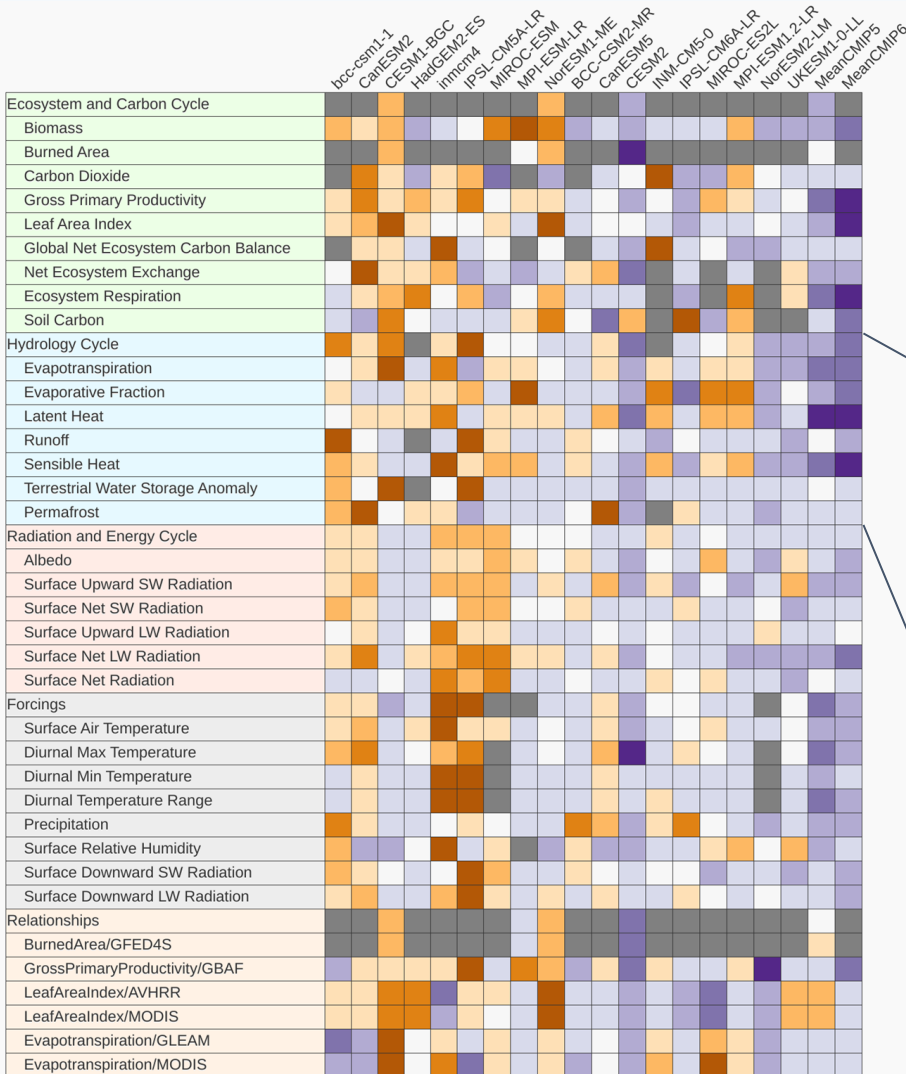 bcc-csm1-1
CanESM2
CESM1-BGC
HadGEM2-ES
inmcm4
IPSL-CM5A-LR
MIROC-ESM
MPI-ESM-LR
NorESM1-ME
BCC-CSM2-MR
CanESM5
CESM2
INM-CM5-0
IPSL-CM6A-LR
MIROC-ES2L
MPI-ESM1.2-LR
NorESM2-LM
UKESM1-0-LL
MeanCMIP5
MeanCMIP6
Ecosystem and Carbon Cycle
Biomass
Burned Area
Carbon Dioxide
Gross Primary Productivity
Leaf Area Index
Global Net Ecosystem Carbon Balance
Net Ecosystem Exchange
Ecosystem Respiration
Soil Carbon
Hydrology Cycle
Evapotranspiration
Evaporative Fraction
Latent Heat
Runoff
Sensible Heat
Terrestrial Water Storage Anomaly
Permafrost
Radiation and Energy Cycle
Albedo
Surface Upward SW Radiation
Surface Net SW Radiation
Surface Upward LW Radiation
Surface Net LW Radiation
Surface Net Radiation
Forcings
Surface Air Temperature
Diurnal Max Temperature
Diurnal Min Temperature
Diurnal Temperature Range
Precipitation
Surface Relative Humidity
Surface Downward SW Radiation
Surface Downward LW Radiation
Relationships
BurnedArea/GFED4S
GrossPrimaryProductivity/GBAF
LeafAreaIndex/AVHRR
LeafAreaIndex/MODIS
Evapotranspiration/GLEAM
Evapotranspiration/MODIS